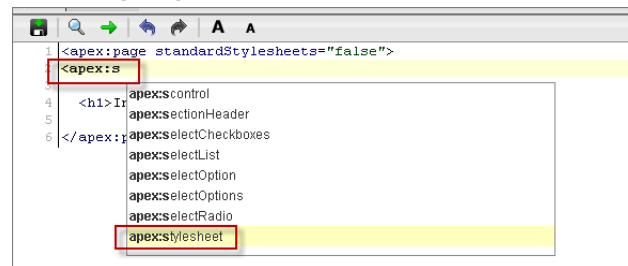 A A
1 <apex:page standardStylesheets="false">
2 <apex:s
3
4 <h1>Ir
5
6 </apex:p
apex:scontrol
apex:sectionHeader
apex:selectCheckboxes
apex:selectList
apex:selectOption
apex:selectOptions
apex:selectRadio
apex:stylesheet